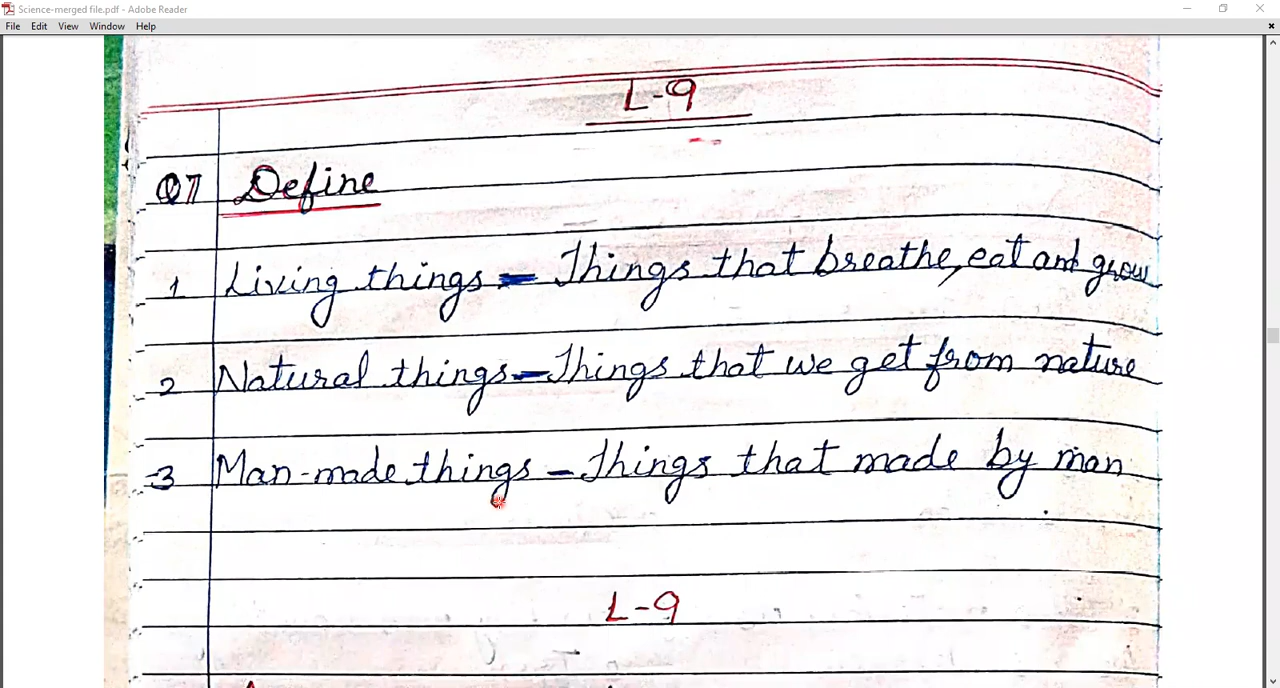 Science-merged file.pdf - Adobe Reader
File Edit View Window Help
L-9
Q7 Define
1 Living things - Things that breathe, eat and grow
2 Natural things - Things that we get from nature
3 Man-made things - Things that made by man
L-9